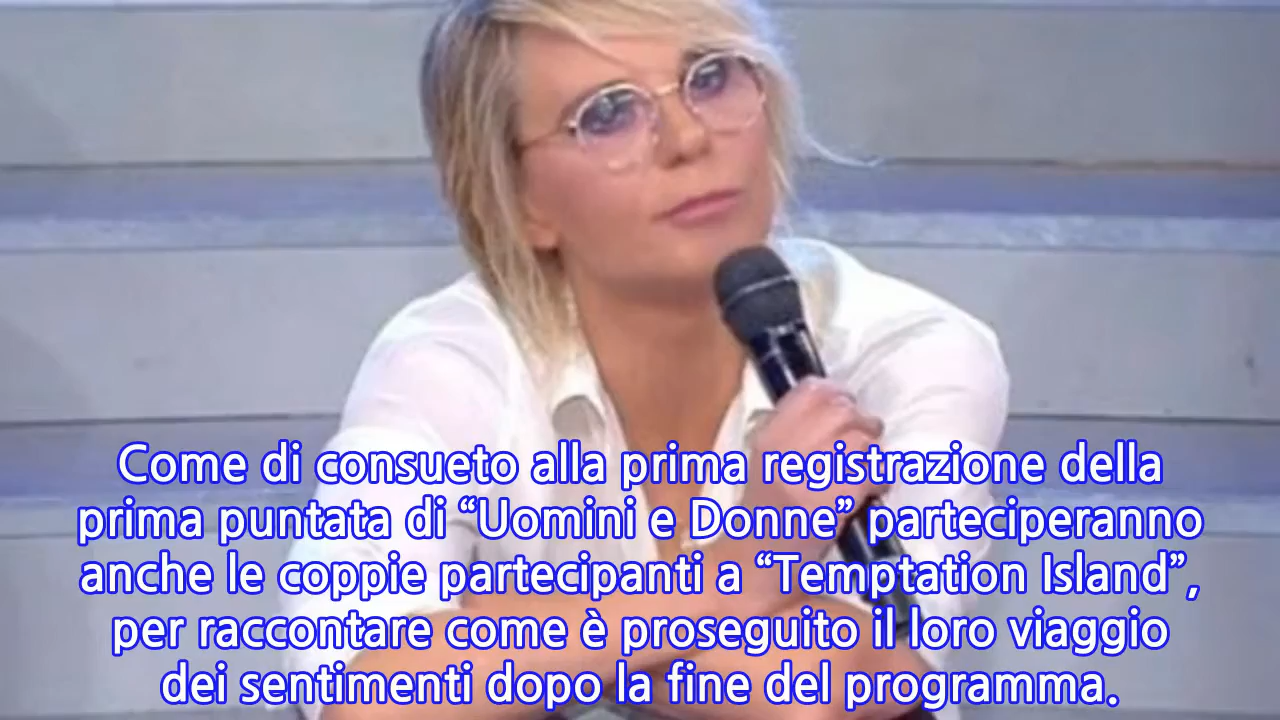 Come di consueto alla prima registrazione della
prima puntata di “Uomini e Donne” parteciperanno
anche le coppie partecipanti a “Temptation Island”,
per raccontare come è proseguito il loro viaggio
dei sentimenti dopo la fine del programma.